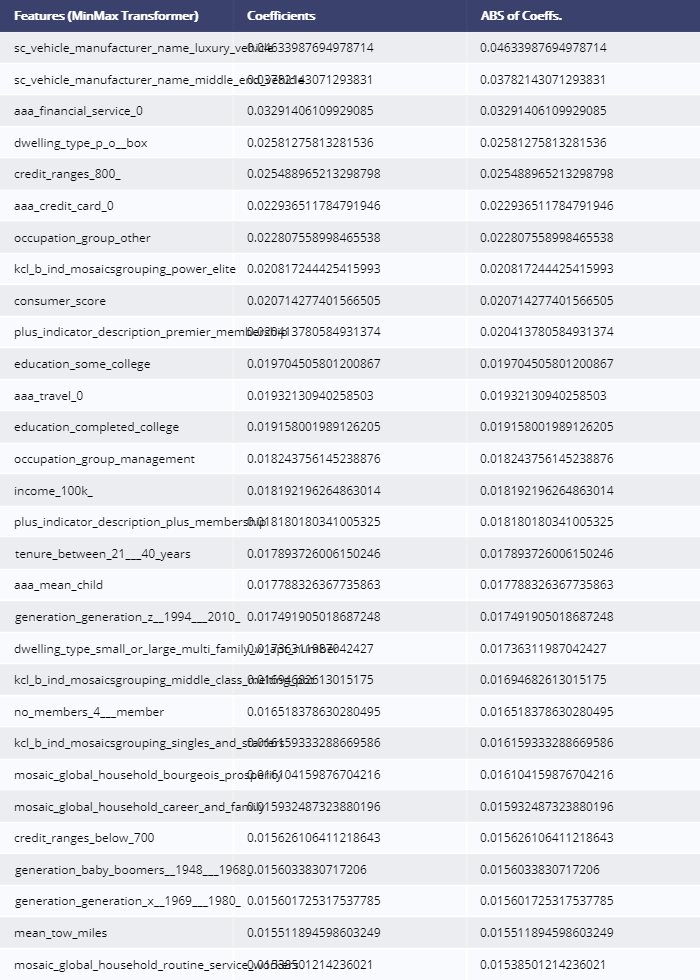 Features (MinMax Transformer) Coefficients ABS of Coeffs.
sc_vehicle_manufacturer_name_luxury_vehicle 0.04633987694978714 0.04633987694978714
sc_vehicle_manufacturer_name_middle_end_vehicle 0.03782143071293831 0.03782143071293831
aaa_financial_service_0 0.03291406109929085 0.03291406109929085
dwelling_type_p_o__box 0.02581275813281536 0.02581275813281536
credit_ranges_800_ 0.025488965213298798 0.025488965213298798
aaa_credit_card_0 0.022936511784791946 0.022936511784791946
occupation_group_other 0.022807558998465538 0.022807558998465538
kcl_b_ind_mosaicsgrouping_power_elite 0.020817244425415993 0.020817244425415993
consumer_score 0.020714277401566505 0.020714277401566505
plus_indicator_description_premier_membership 0.020413780584931374 0.020413780584931374
education_some_college 0.019704505801200867 0.019704505801200867
aaa_travel_0 0.01932130940258503 0.01932130940258503
education_completed_college 0.019158001989126205 0.019158001989126205
occupation_group_management 0.018243756145238876 0.018243756145238876
income_100k_ 0.018192196264863014 0.018192196264863014
plus_indicator_description_plus_membership 0.018180180341005325 0.018180180341005325
tenure_between_21___40_years 0.017893726006150246 0.017893726006150246
aaa_mean_child 0.017788326367735863 0.017788326367735863
generation_generation_z__1994___2010_ 0.017491905018687248 0.017491905018687248
dwelling_type_small_or_large_multi_family_w_apt_number 0.01736311987042427 0.01736311987042427
kcl_b_ind_mosaicsgrouping_middle_class_melting_pot 0.01694682613015175 0.01694682613015175
no_members_4___member 0.016518378630280495 0.016518378630280495
kcl_b_ind_mosaicsgrouping_singles_and_starters 0.016159333288669586 0.016159333288669586
mosaic_global_household_bourgeois_prosperity 0.016104159876704216 0.016104159876704216
mosaic_global_household_career_and_family 0.015932487323880196 0.015932487323880196
credit_ranges_below_700 0.015626106411218643 0.015626106411218643
generation_baby_boomers__1948___1968_ 0.0156033830717206 0.0156033830717206
generation_generation_x__1969___1980_ 0.015601725317537785 0.015601725317537785
mean_tow_miles 0.015511894598603249 0.015511894598603249
mosaic_global_household_routine_service_workers 0.01538501214236021 0.01538501214236021